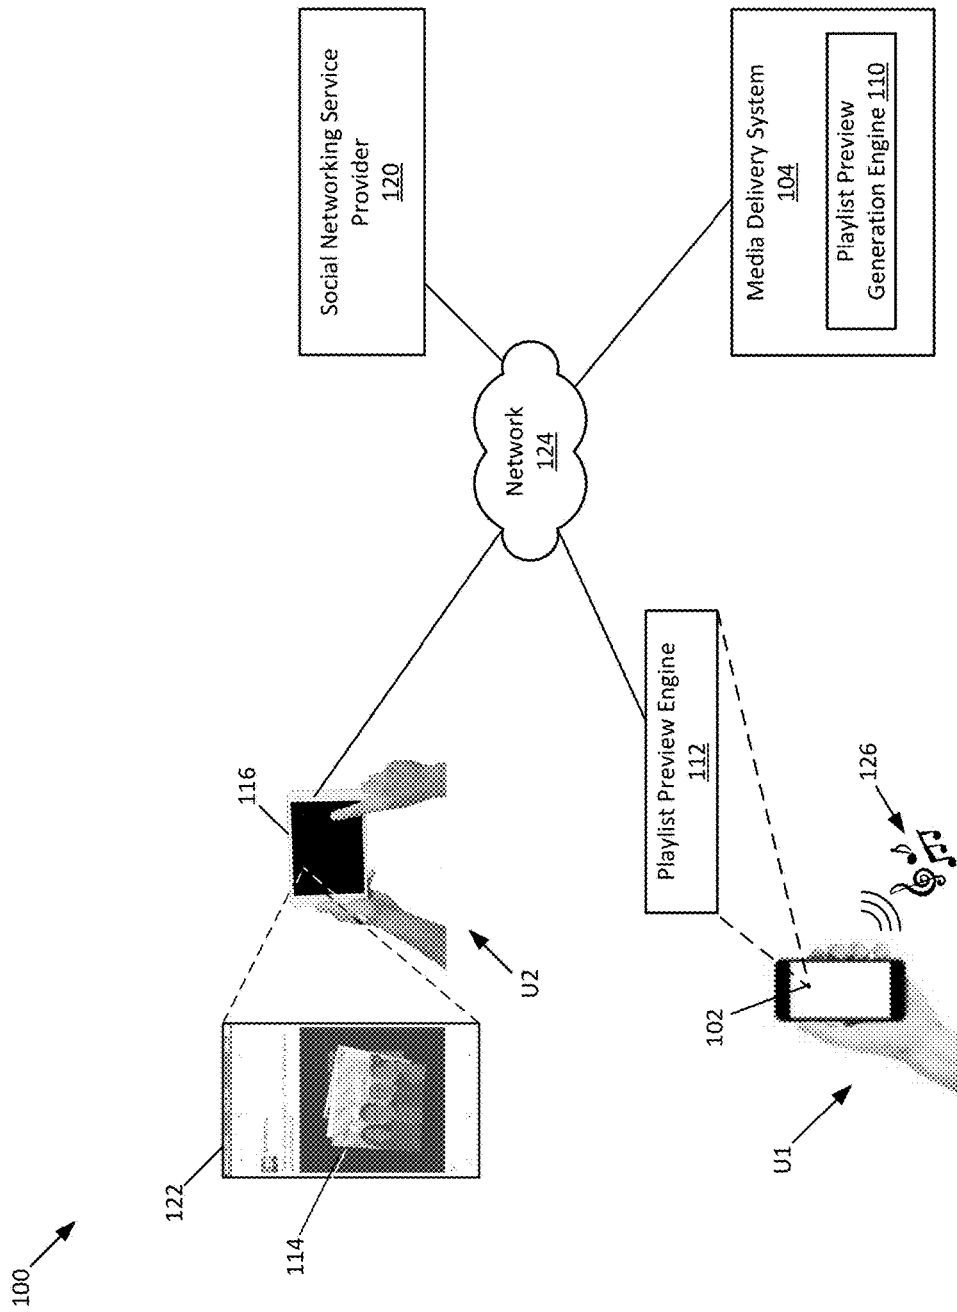 100
122
116
114
Social Networking Service
Provider
120
U2
Network
124
Playlist Preview Engine
112
102
Media Delivery System
104
U1
126
Playlist Preview
Generation Engine 110